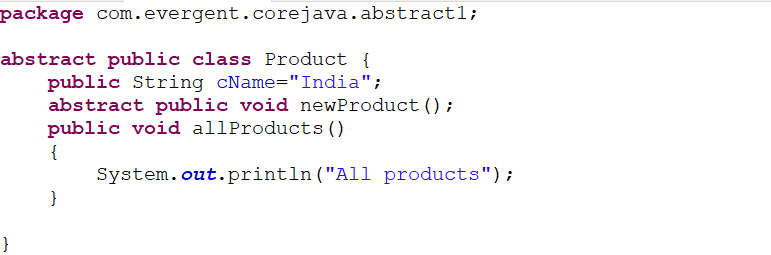 package com.evergent.corejava.abstract1;
abstract public class Product {
public String cName="India";
abstract public void newProduct();
public void allProducts()
{
System.out.println("All products");
}
}